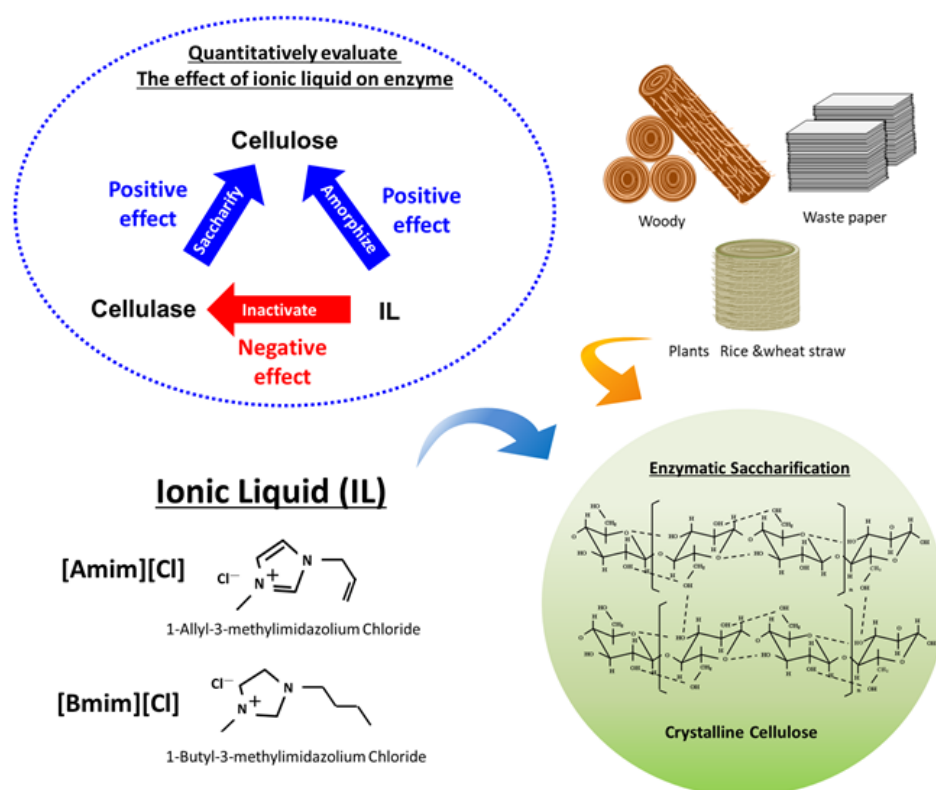 Quantitatively evaluate
The effect of ionic liquid on enzyme
Cellulose
Positive
effect
Saccharify
Amorphize
Positive
effect
Cellulase
Inactivate
IL
Negative
effect
Woody
Waste paper
Plants Rice &wheat straw
Ionic Liquid (IL)
[Amim][Cl]
Cl—
N
+
N
1-Allyl-3-methylimidazolium Chloride
[Bmim][Cl]
Cl—
N
+
N
1-Butyl-3-methylimidazolium Chloride
Enzymatic Saccharification
Crystalline Cellulose